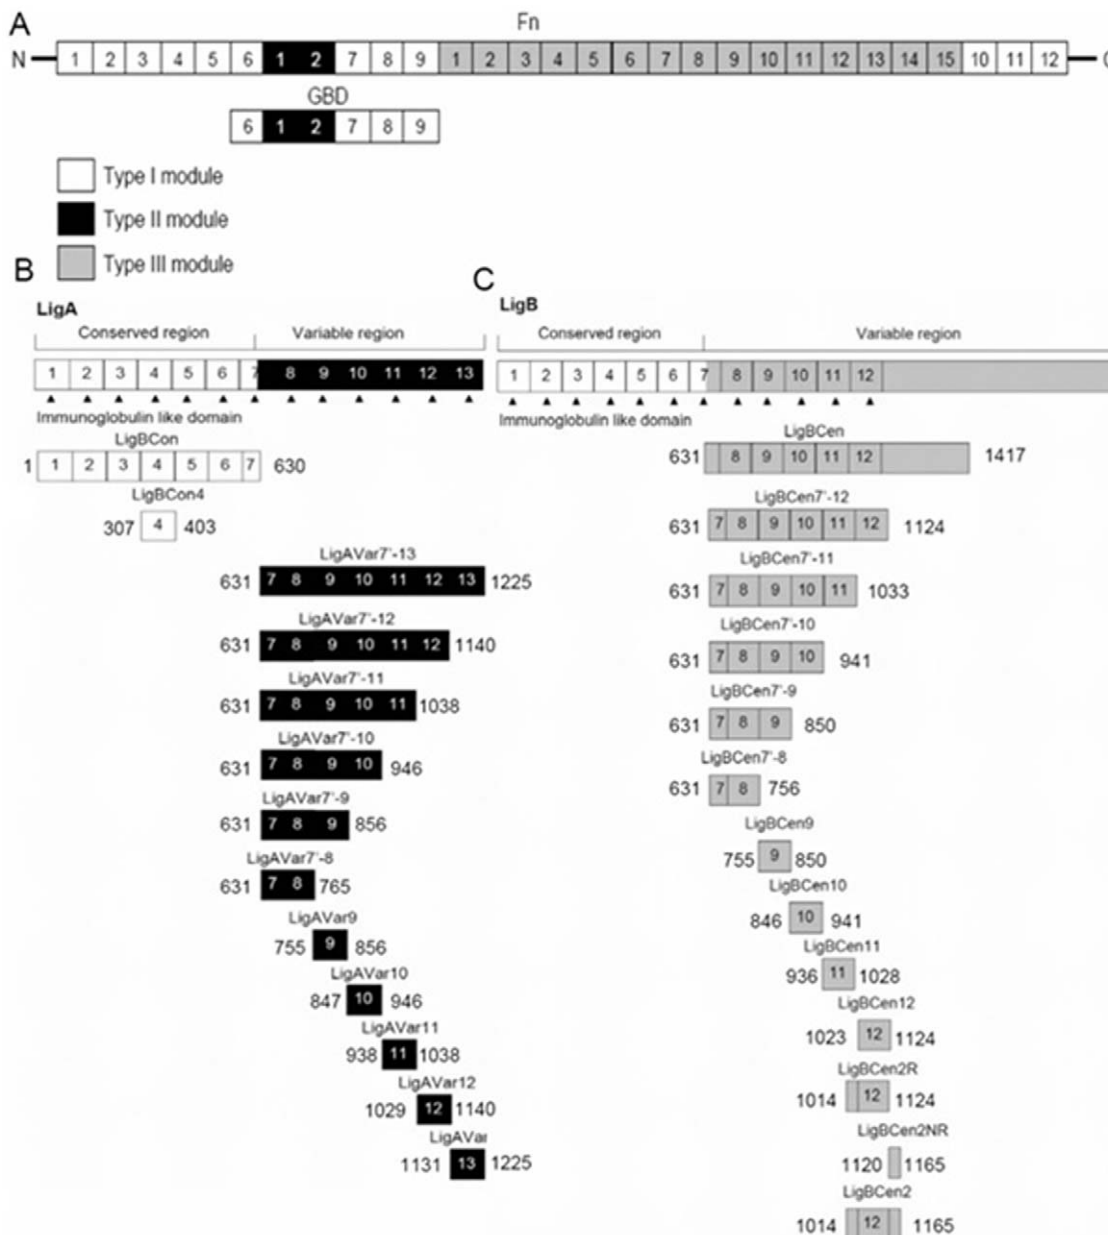 A
Fn
N 1 2 3 4 5 6 1 2 7 8 9 1 2 3 4 5 6 7 8 9 10 11 12 13 14 15 10 11 12
GBD
6 1 2 7 8 9
Type I module
Type II module
Type III module
B
LigA
Conserved region Variable region
1 2 3 4 5 6 7 8 9 10 11 12 13
Immunoglobulin like domain
LigBCon
1 1 2 3 4 5 6 7 630
LigBCon4
307 4 403
LigAVar7'-13
631 7 8 9 10 11 12 13 1225
LigAVar7'-12
631 7 8 9 10 11 12 1140
LigAVar7'-11
631 7 8 9 10 11 1038
LigAVar7'-10
631 7 8 9 10 946
LigAVar7'-9
631 7 8 9 856
LigAVar7'-8
631 7 8 765
LigAVar9
755 9 856
LigAVar10
847 10 946
LigAVar11
938 11 1038
LigAVar12
1029 12 1140
LigAVar
1131 13 1225
C
LigB
Conserved region Variable region
1 2 3 4 5 6 7 8 9 10 11 12
Immunoglobulin like domain
LigBCen
631 8 9 10 11 12 1417
LigBCen7'-12
631 7 8 9 10 11 12 1124
LigBCen7'-11
631 7 8 9 10 11 1033
LigBCen7'-10
631 7 8 9 10 941
LigBCen7'-9
631 7 8 9 850
LigBCen7'-8
631 7 8 756
LigBCen9
755 9 850
LigBCen10
846 10 941
LigBCen11
936 11 1028
LigBCen12
1023 12 1124
LigBCen2R
1014 12 1124
LigBCen2NR
1120 1165
LigBCen2
1014 12 1165